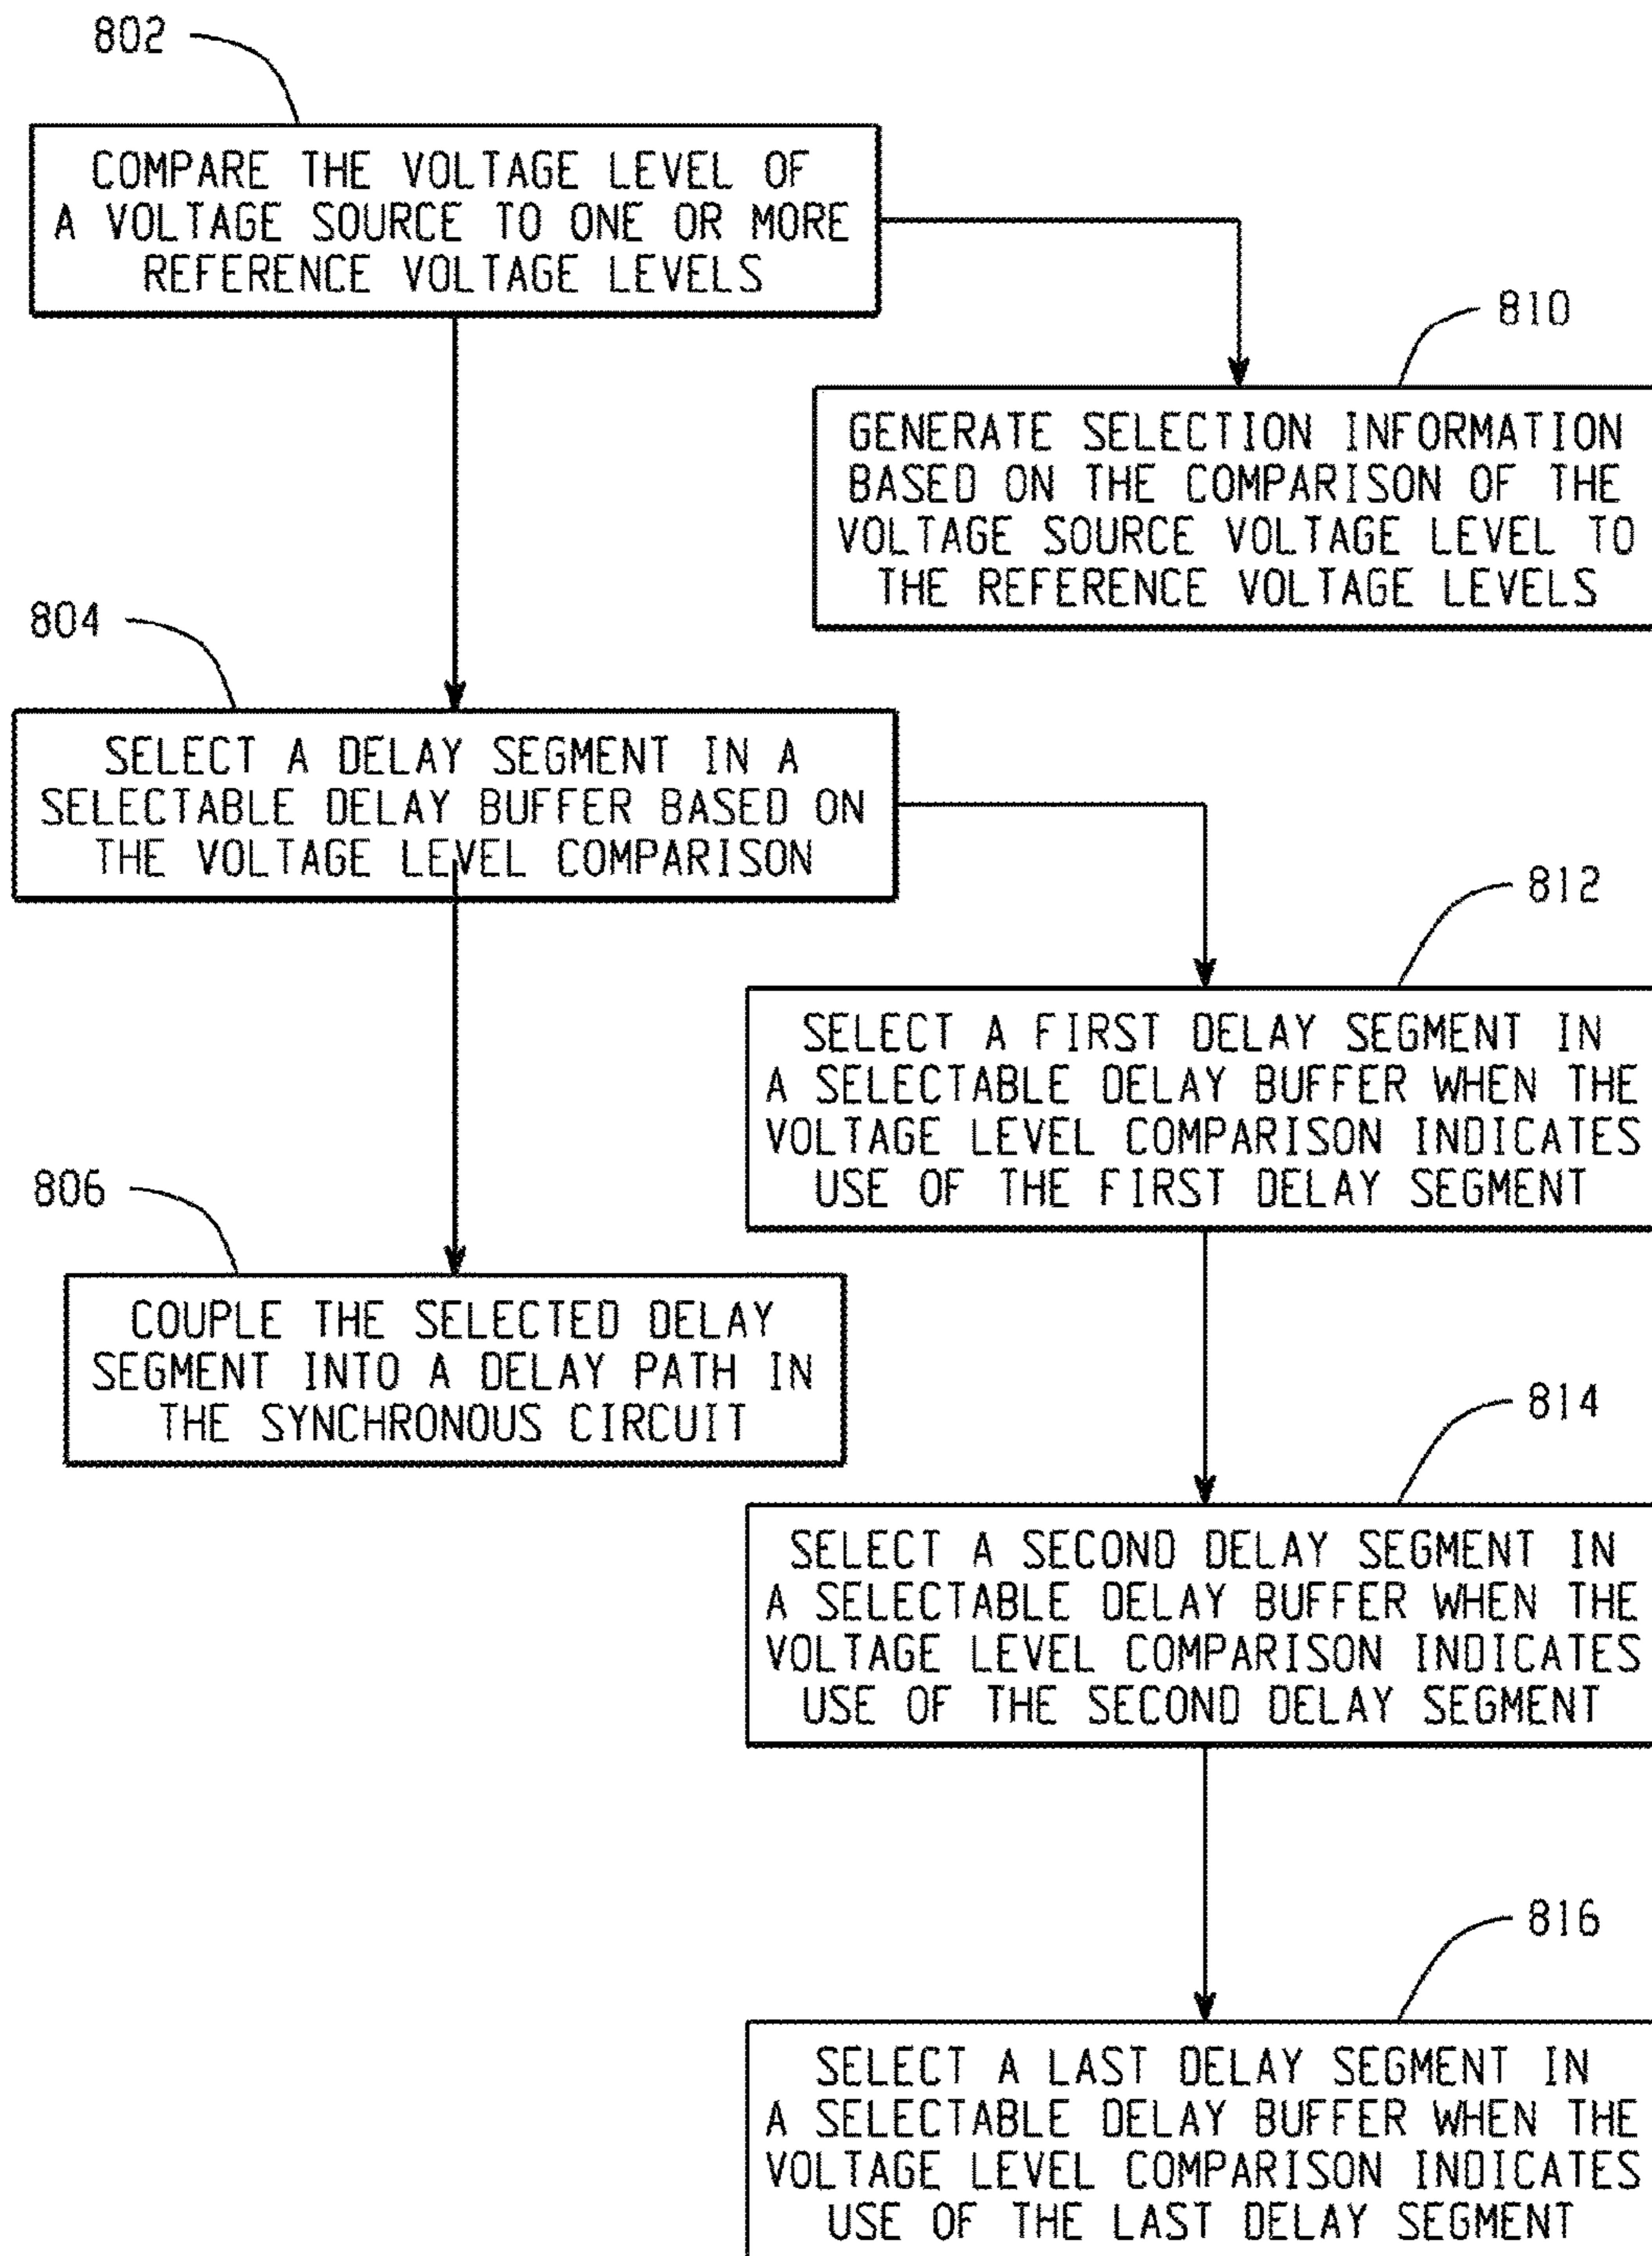 802
COMPARE THE VOLTAGE LEVEL OF
A VOLTAGE SOURCE TO ONE OR MORE
REFERENCE VOLTAGE LEVELS
810
GENERATE SELECTION INFORMATION
BASED ON THE COMPARISON OF THE
VOLTAGE SOURCE VOLTAGE LEVEL TO
THE REFERENCE VOLTAGE LEVELS
804
SELECT A DELAY SEGMENT IN A
SELECTABLE DELAY BUFFER BASED ON
THE VOLTAGE LEVEL COMPARISON
812
SELECT A FIRST DELAY SEGMENT IN
A SELECTABLE DELAY BUFFER WHEN THE
VOLTAGE LEVEL COMPARISON INDICATES
USE OF THE FIRST DELAY SEGMENT
806
COUPLE THE SELECTED DELAY
SEGMENT INTO A DELAY PATH IN
THE SYNCHRONOUS CIRCUIT
814
SELECT A SECOND DELAY SEGMENT IN
A SELECTABLE DELAY BUFFER WHEN THE
VOLTAGE LEVEL COMPARISON INDICATES
USE OF THE SECOND DELAY SEGMENT
816
SELECT A LAST DELAY SEGMENT IN
A SELECTABLE DELAY BUFFER WHEN THE
VOLTAGE LEVEL COMPARISON INDICATES
USE OF THE LAST DELAY SEGMENT